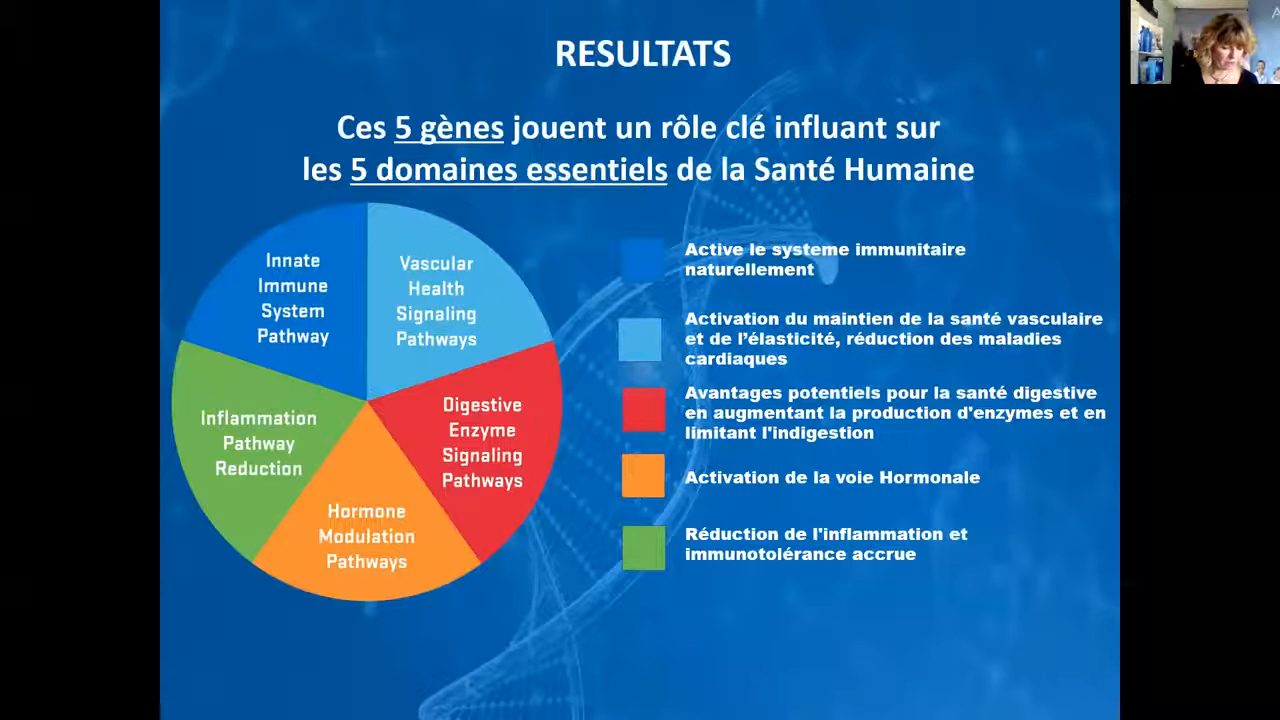 RESULTATS
Ces 5 gènes jouent un rôle clé influant sur
les 5 domaines essentiels de la Santé Humaine
Innate
Immune
System
Pathway
Vascular
Health
Signaling
Pathways
Digestive
Enzyme
Signaling
Pathways
Hormone
Modulation
Pathways
Inflammation
Pathway
Reduction
Active le systeme immunitaire
naturellement
Activation du maintien de la santé vasculaire
et de l’élasticité, réduction des maladies
cardiaques
Avantages potentiels pour la santé digestive
en augmentant la production d'enzymes et en
limitant l'indigestion
Activation de la voie Hormonale
Réduction de l'inflammation et
immunotolérance accrue